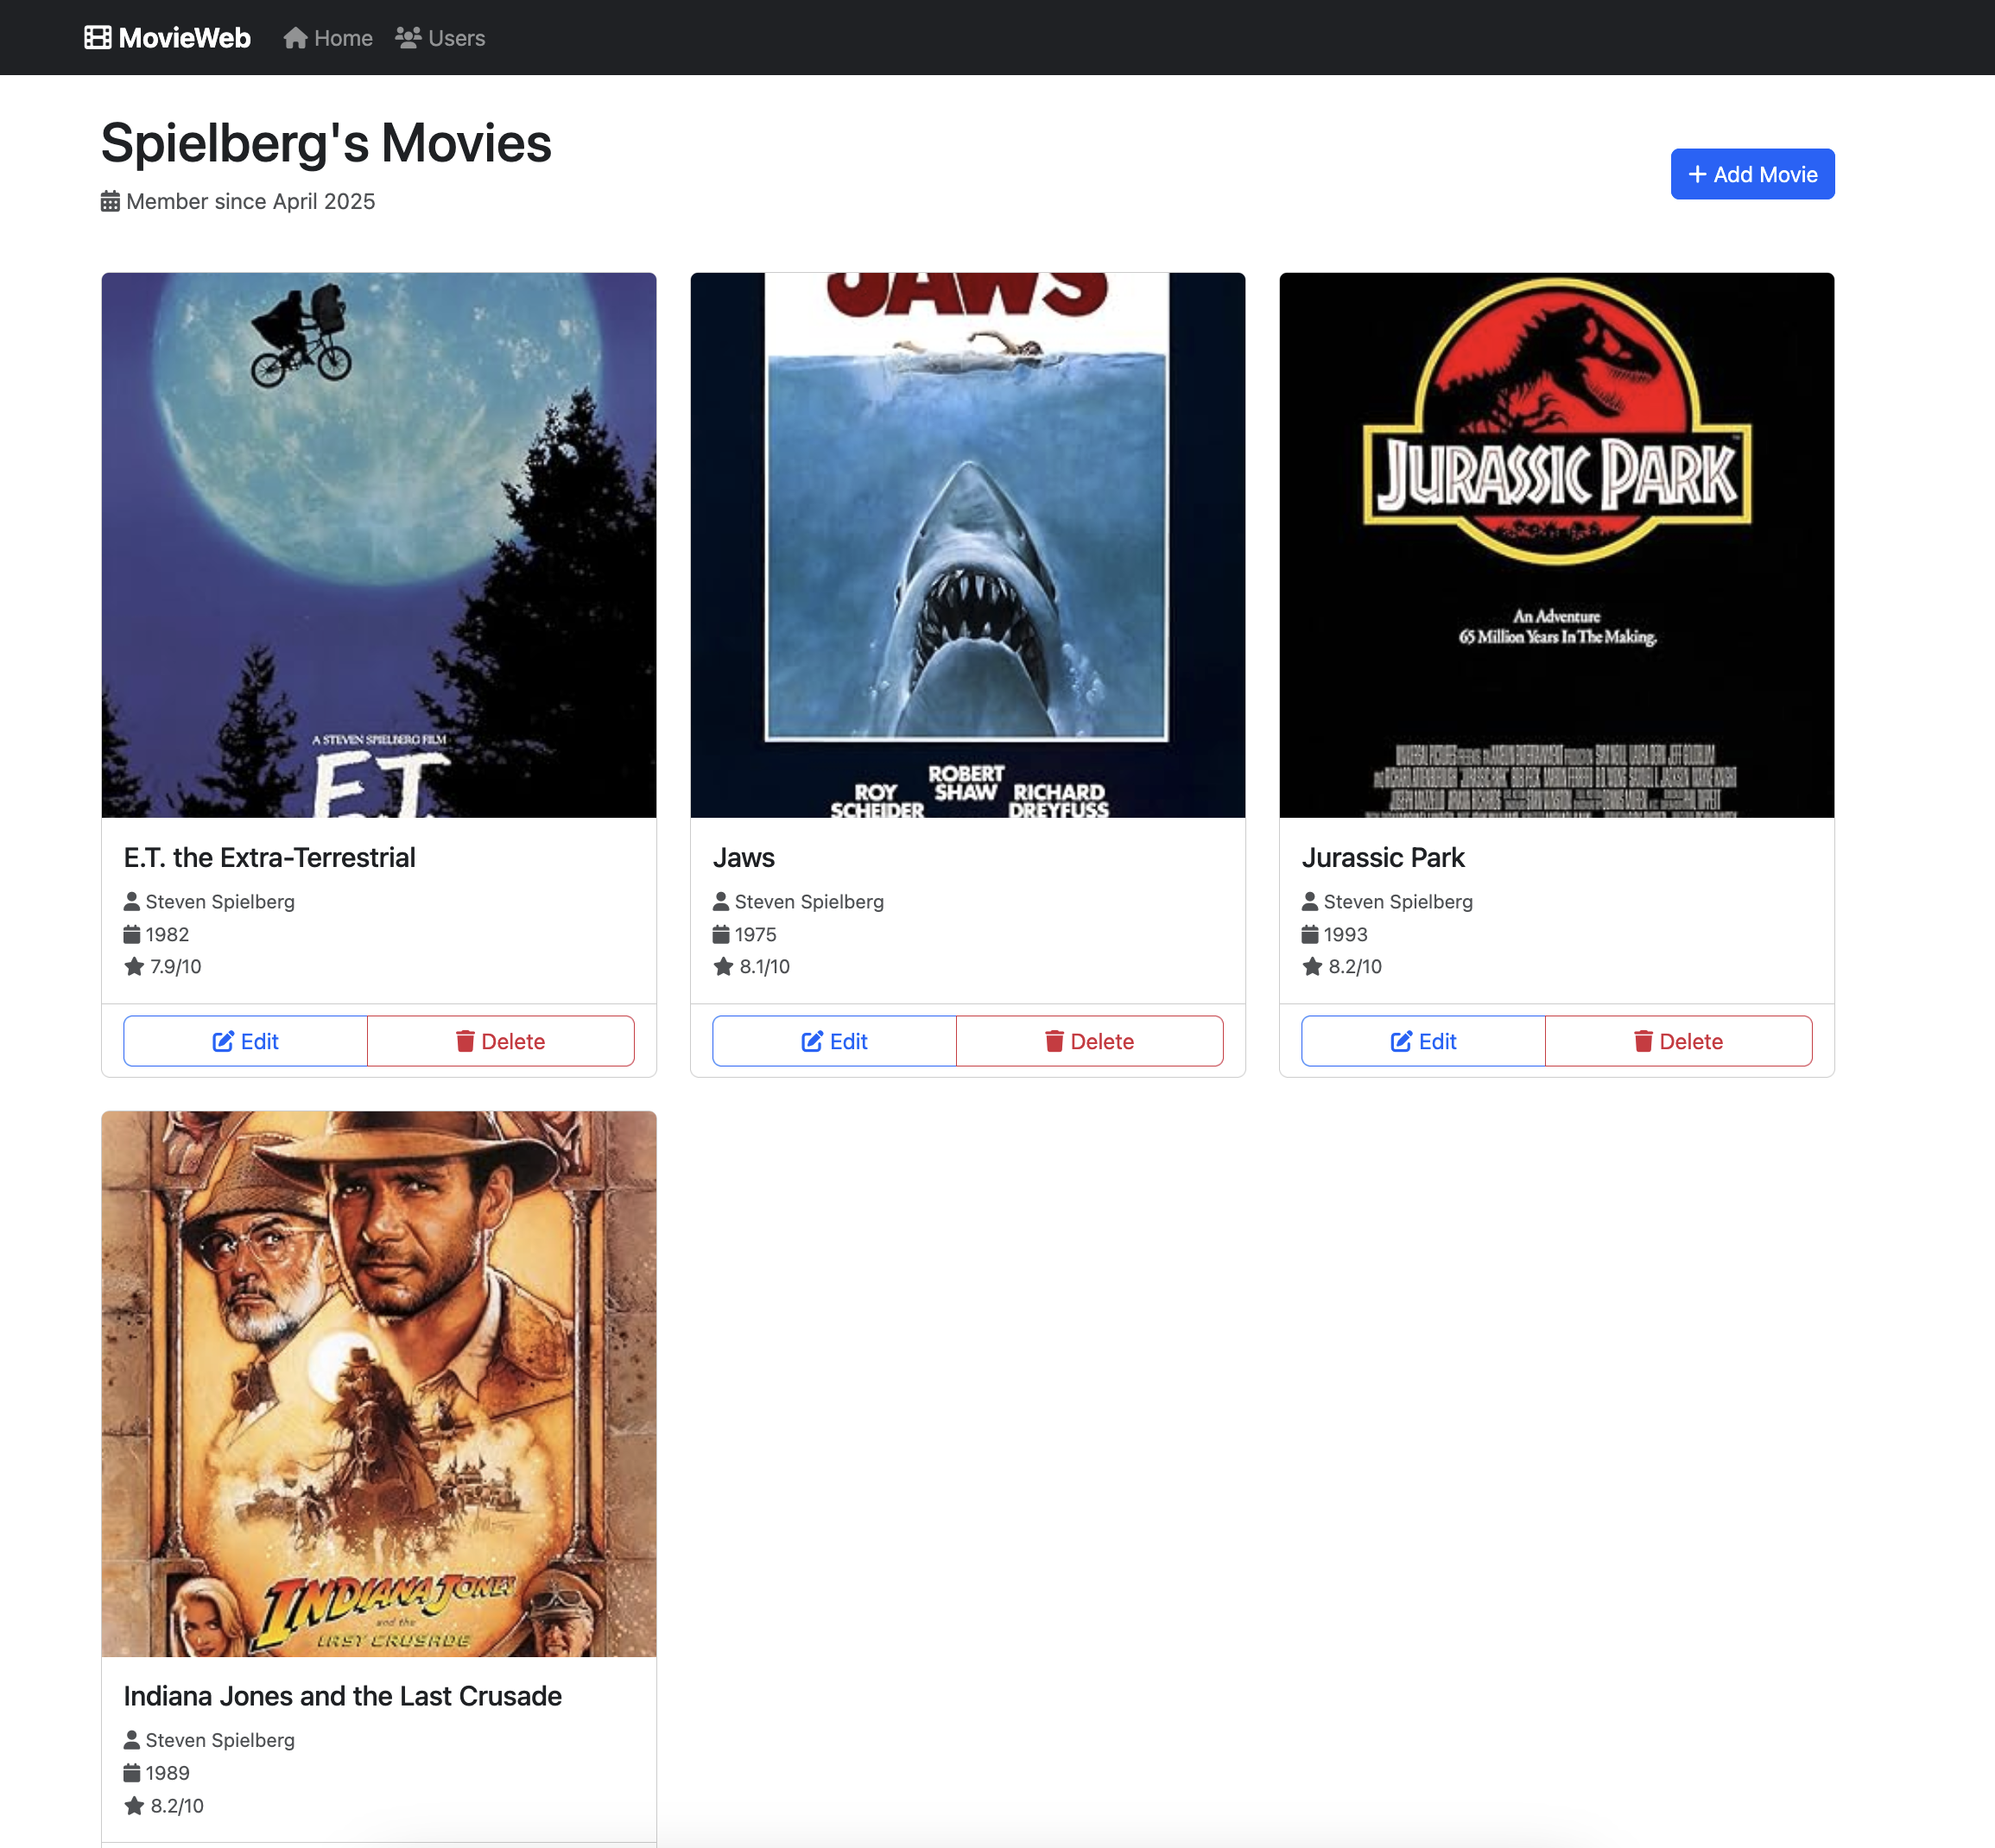 MovieWeb Home Users
Spielberg's Movies
Member since April 2025
+ Add Movie
A STEVEN SPIELBERG FILM
E.T.
E.T. the Extra-Terrestrial
Steven Spielberg
1982
7.9/10
Edit Delete
JAWS
ROY SCHEIDER
ROBERT SHAW
RICHARD DREYFUSS
Jaws
Steven Spielberg
1975
8.1/10
Edit Delete
JURASSIC PARK
An Adventure
65 Million Years In The Making.
Jurassic Park
Steven Spielberg
1993
8.2/10
Edit Delete
INDIANA JONES
and the
LAST CRUSADE
Indiana Jones and the Last Crusade
Steven Spielberg
1989
8.2/10